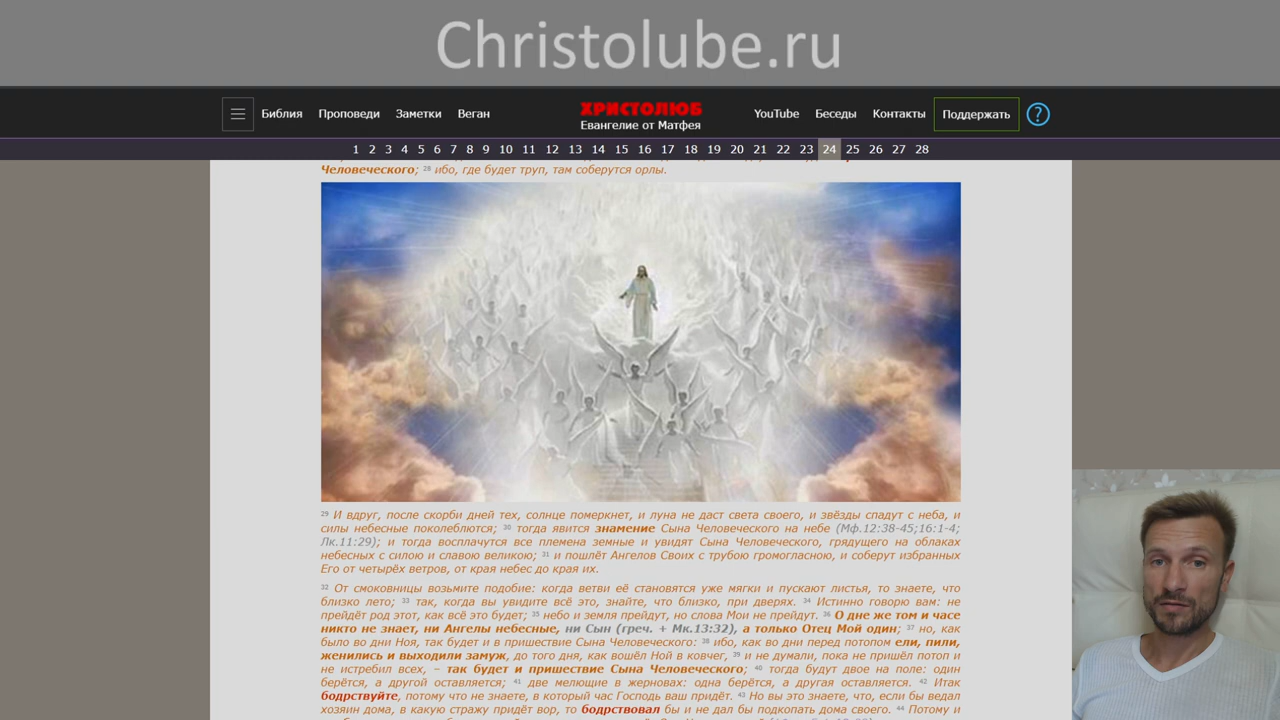 Christolube.ru
Библия Проповеди Заметки Веган ХРИСТОЛЮБ YouTube Беседы Контакты Поддержать ?
Евангелие от Матфея
1 2 3 4 5 6 7 8 9 10 11 12 13 14 15 16 17 18 19 20 21 22 23 24 25 26 27 28
Человеческого; 28 ибо, где будет труп, там соберутся орлы.
29 И вдруг, после скорби дней тех, солнце померкнет, и луна не даст света своего, и звёзды спадут с неба, и
силы небесные поколеблются; 30 тогда явится знамение Сына Человеческого на небе (Мф.12:38-45;16:1-4;
Лк.11:29); и тогда восплачутся все племена земные и увидят Сына Человеческого, грядущего на облаках
небесных с силою и славою великою; 31 и пошлёт Ангелов Своих с трубою громогласною, и соберут избранных
Его от четырёх ветров, от края небес до края их.
32 От смоковницы возьмите подобие: когда ветви её становятся уже мягки и пускают листья, то знаете, что
близко лето; 33 так, когда вы увидите всё это, знайте, что близко, при дверях. 34 Истинно говорю вам: не
прейдёт род этот, как всё это будет; 35 небо и земля прейдут, но слова Мои не прейдут. 36 О дне же том и часе
никто не знает, ни Ангелы небесные, ни Сын (греч. + Мк.13:32), а только Отец Мой один; 37 но, как
было во дни Ноя, так будет и в пришествие Сына Человеческого: 38 ибо, как во дни перед потопом ели, пили,
женились и выходили замуж, до того дня, как вошёл Ной в ковчег, 39 и не думали, пока не пришёл потоп и
не истребил всех, – так будет и пришествие Сына Человеческого; 40 тогда будут двое на поле: один
берётся, а другой оставляется; 41 две мелющие в жерновах: одна берётся, а другая оставляется. 42 Итак
бодрствуйте, потому что не знаете, в который час Господь ваш придёт. 43 Но вы это знаете, что, если бы ведал
хозяин дома, в какую стражу придёт вор, то бодрствовал бы и не дал бы подкопать дома своего. 44 Потому и